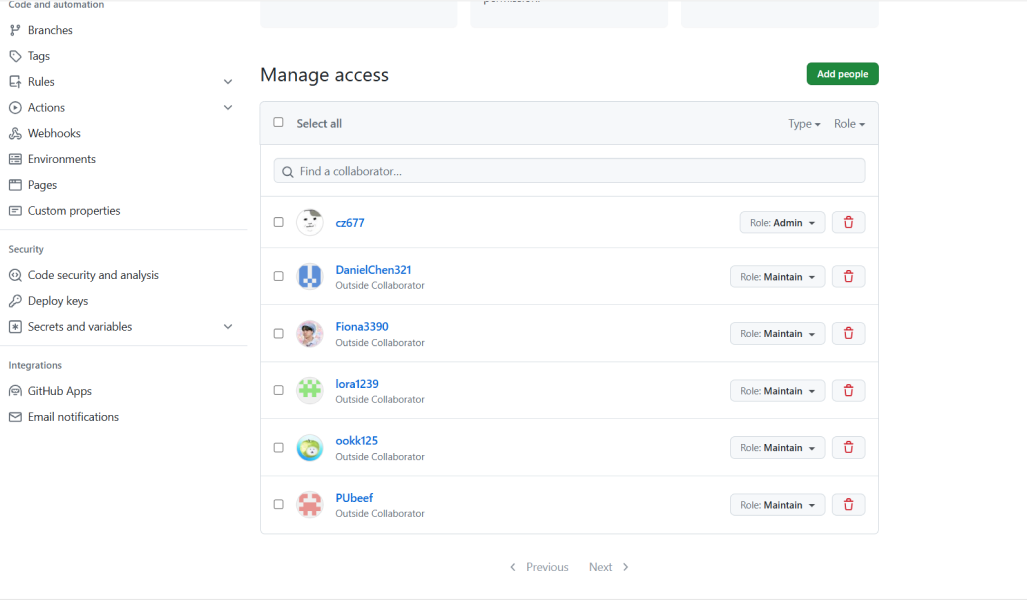 Code and automation
Branches
Tags
Rules
Actions
Webhooks
Environments
Pages
Custom properties
Security
Code security and analysis
Deploy keys
Secrets and variables
Integrations
GitHub Apps
Email notifications
Manage access
Add people
Select all
Type
Role
Find a collaborator...
cz677
Role: Admin
DanielChen321
Outside Collaborator
Role: Maintain
Fiona3390
Outside Collaborator
Role: Maintain
lora1239
Outside Collaborator
Role: Maintain
ookk125
Outside Collaborator
Role: Maintain
PUbeef
Outside Collaborator
Role: Maintain
Previous
Next